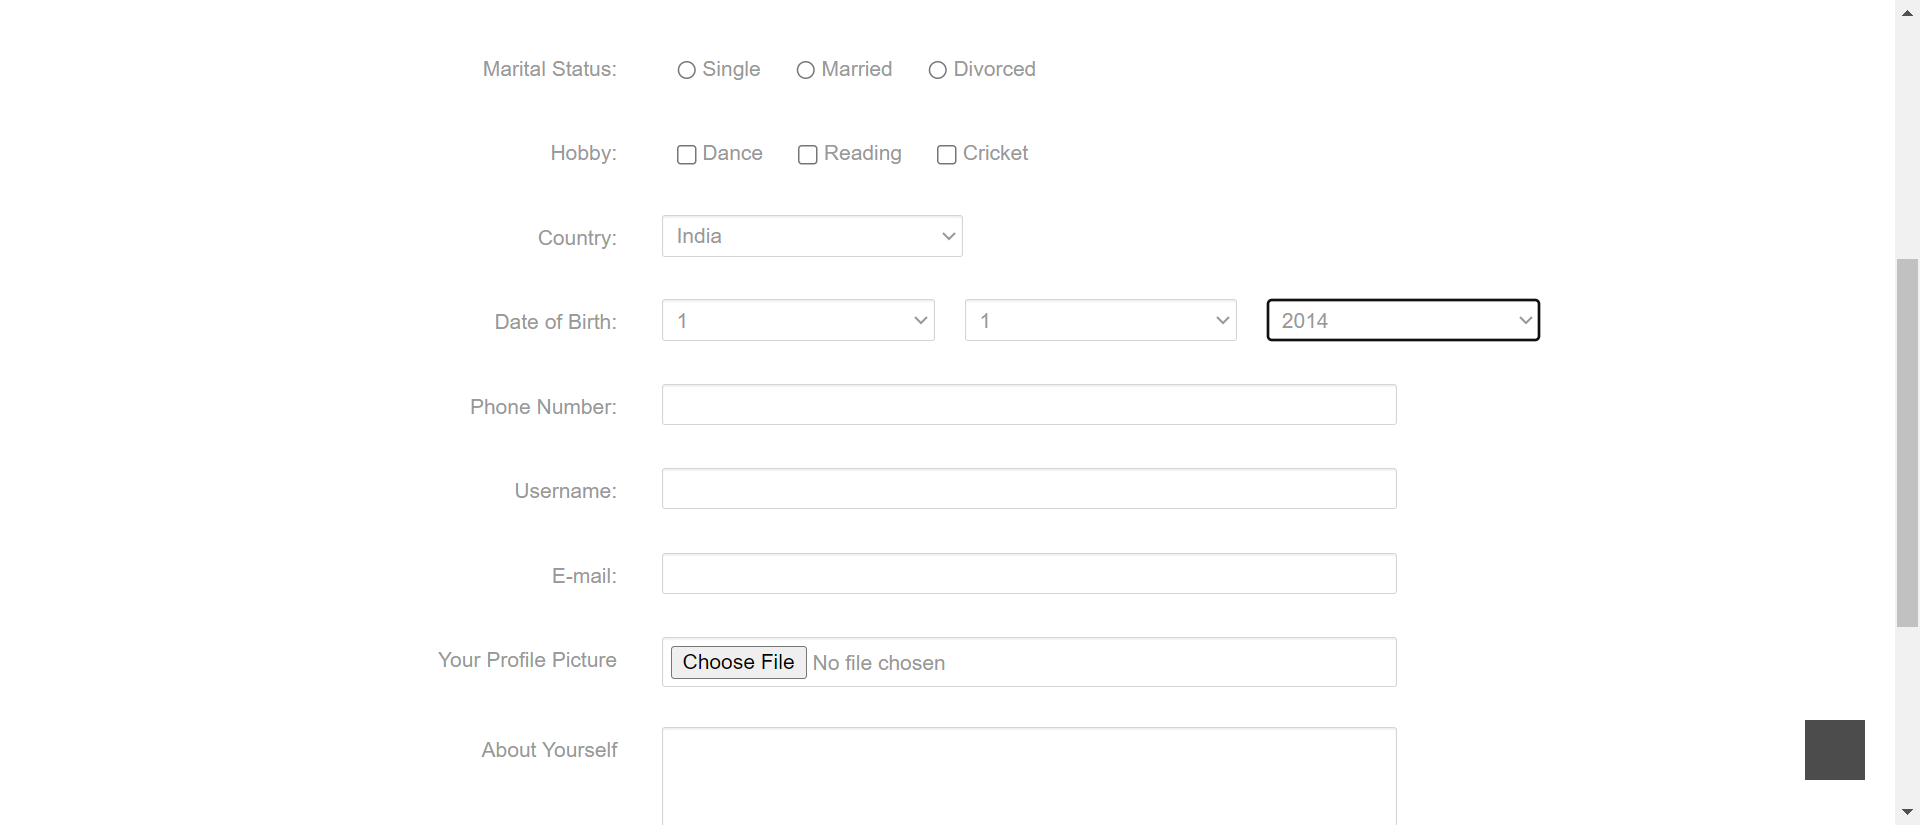 Marital Status: Single Married Divorced
Hobby: Dance Reading Cricket
Country: India
Date of Birth: 1 1 2014
Phone Number:
Username:
E-mail:
Your Profile Picture Choose File No file chosen
About Yourself